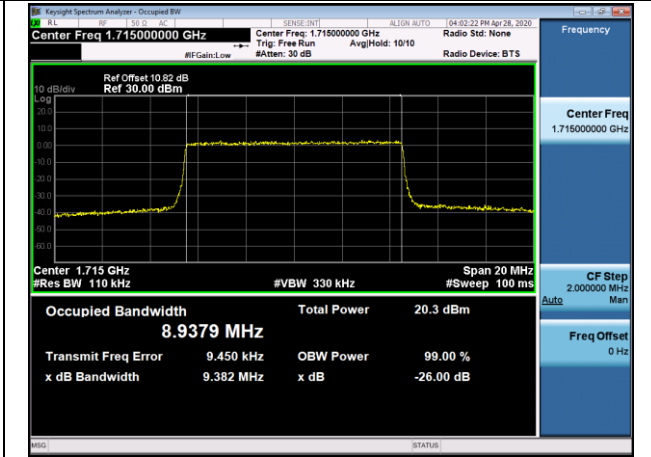 Keysight Spectrum Analyzer - Occupied BW
RL RF 50 Ω AC SENSE:INT ALIGN AUTO 04:02:22 PM Apr 28, 2020
Center Freq 1.715000000 GHz
Center Freq: 1.715000000 GHz
Radio Std: None
Trig: Free Run Avg|Hold: 10/10
#IFGain:Low #Atten: 30 dB Radio Device: BTS
Frequency
Ref Offset 10.82 dB
10 dB/div Ref 30.00 dBm
Log
20.0
10.0
0.00
-10.0
-20.0
-30.0
-40.0
-50.0
-60.0
Center Freq
1.715000000 GHz
Center 1.715 GHz Span 20 MHz
#Res BW 110 kHz #VBW 330 kHz #Sweep 100 ms
CF Step
2.000000 MHz
Auto Man
Occupied Bandwidth Total Power 20.3 dBm
8.9379 MHz
Transmit Freq Error 9.450 kHz OBW Power 99.00 %
x dB Bandwidth 9.382 MHz x dB -26.00 dB
Freq Offset
0 Hz
MSG STATUS